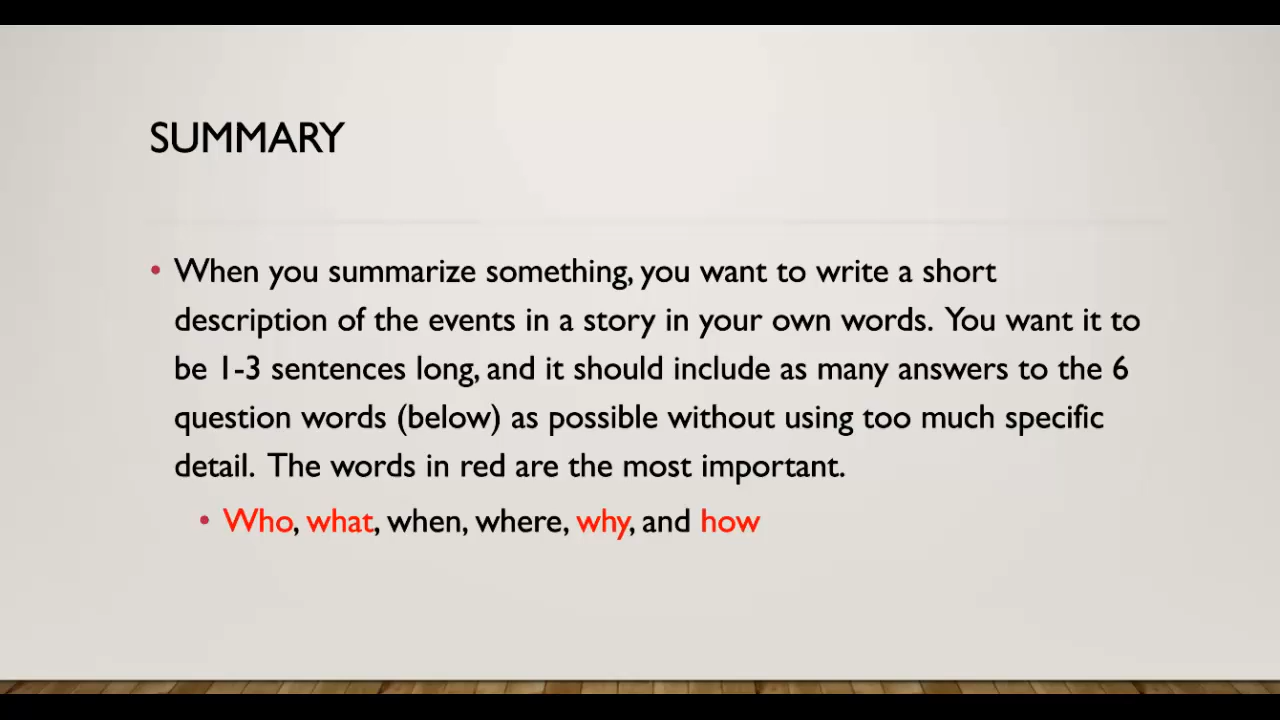 SUMMARY
• When you summarize something, you want to write a short
description of the events in a story in your own words.  You want it to
be 1-3 sentences long, and it should include as many answers to the 6
question words (below) as possible without using too much specific
detail.  The words in red are the most important.
• Who, what, when, where, why, and how